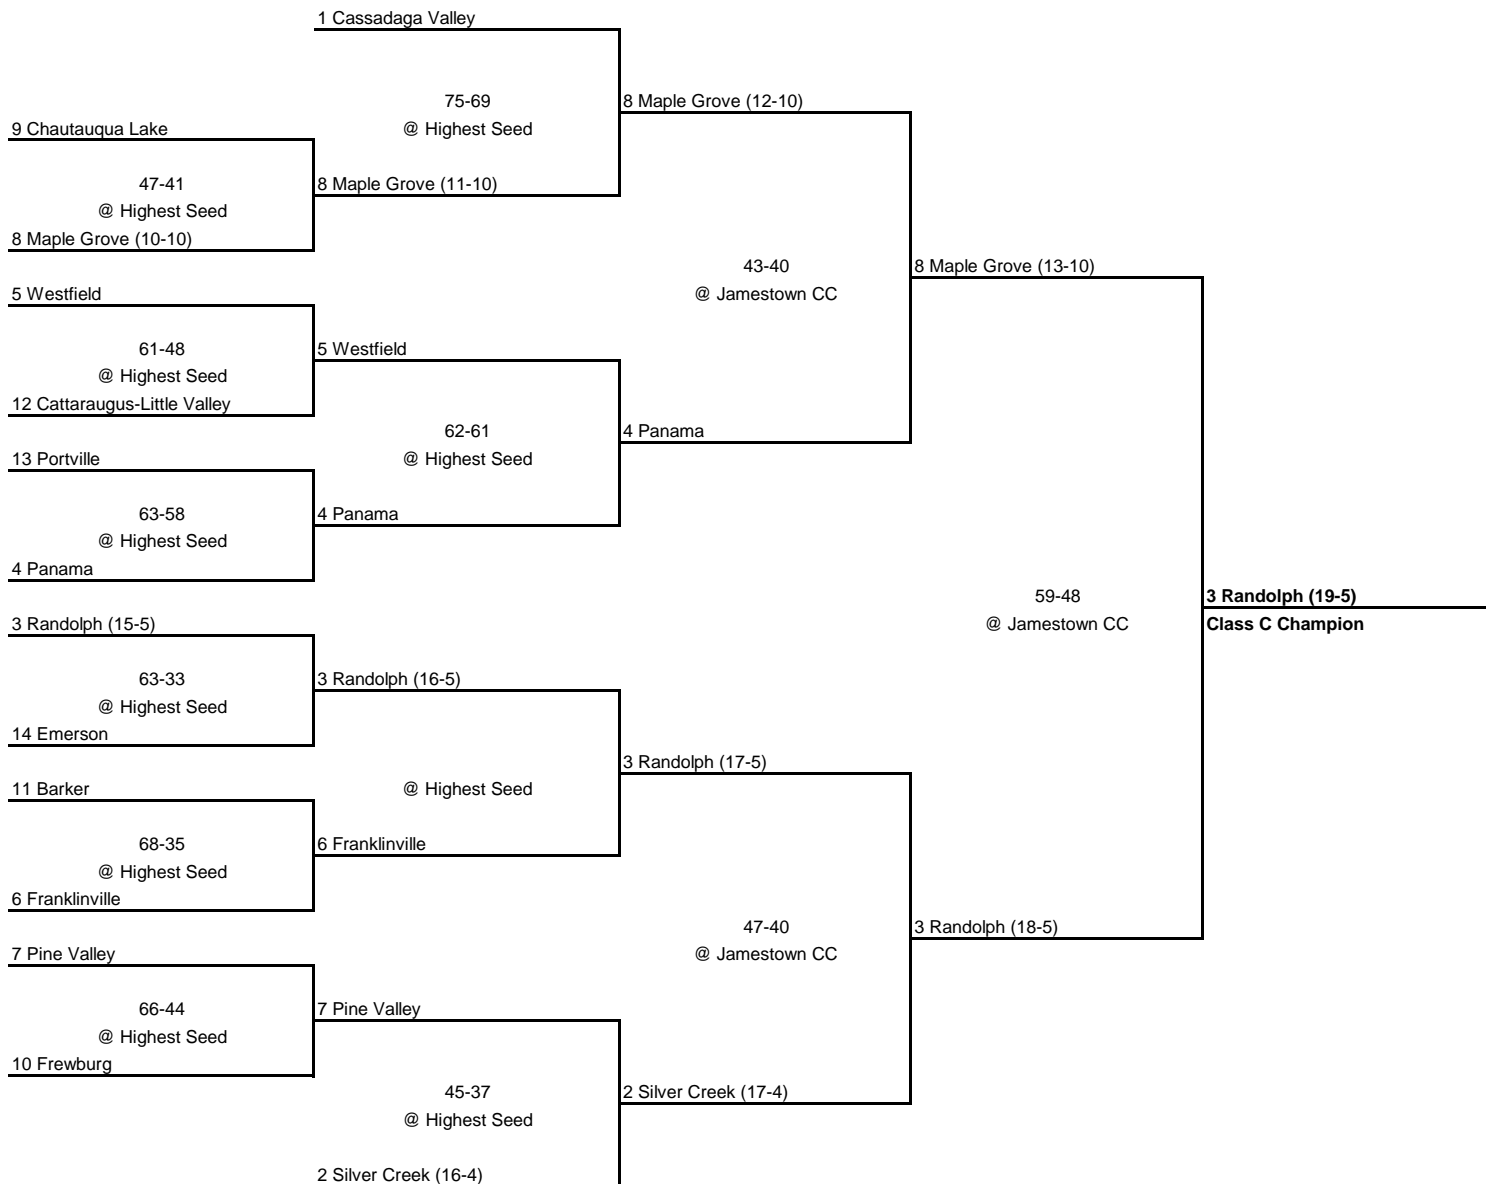 1 Cassadaga Valley
75-69
8 Maple Grove (12-10)
9 Chautauqua Lake
@ Highest Seed
47-41
8 Maple Grove (11-10)
@ Highest Seed
8 Maple Grove (10-10)
43-40
8 Maple Grove (13-10)
5 Westfield
@ Jamestown CC
61-48
5 Westfield
@ Highest Seed
12 Cattaraugus-Little Valley
62-61
4 Panama
13 Portville
@ Highest Seed
63-58
4 Panama
@ Highest Seed
4 Panama
59-48
3 Randolph (19-5)
3 Randolph (15-5)
@ Jamestown CC
Class C Champion
63-33
3 Randolph (16-5)
@ Highest Seed
14 Emerson
3 Randolph (17-5)
11 Barker
@ Highest Seed
68-35
6 Franklinville
@ Highest Seed
6 Franklinville
47-40
3 Randolph (18-5)
7 Pine Valley
@ Jamestown CC
66-44
7 Pine Valley
@ Highest Seed
10 Frewburg
45-37
2 Silver Creek (17-4)
@ Highest Seed
2 Silver Creek (16-4)